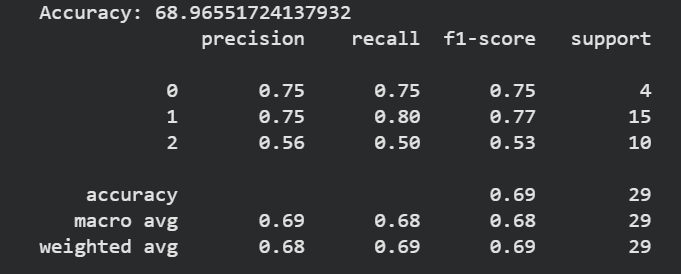 Accuracy: 68.96551724137932
precision recall f1-score support
0 0.75 0.75 0.75 4
1 0.75 0.80 0.77 15
2 0.56 0.50 0.53 10
accuracy 0.69 29
macro avg 0.69 0.68 0.68 29
weighted avg 0.68 0.69 0.69 29